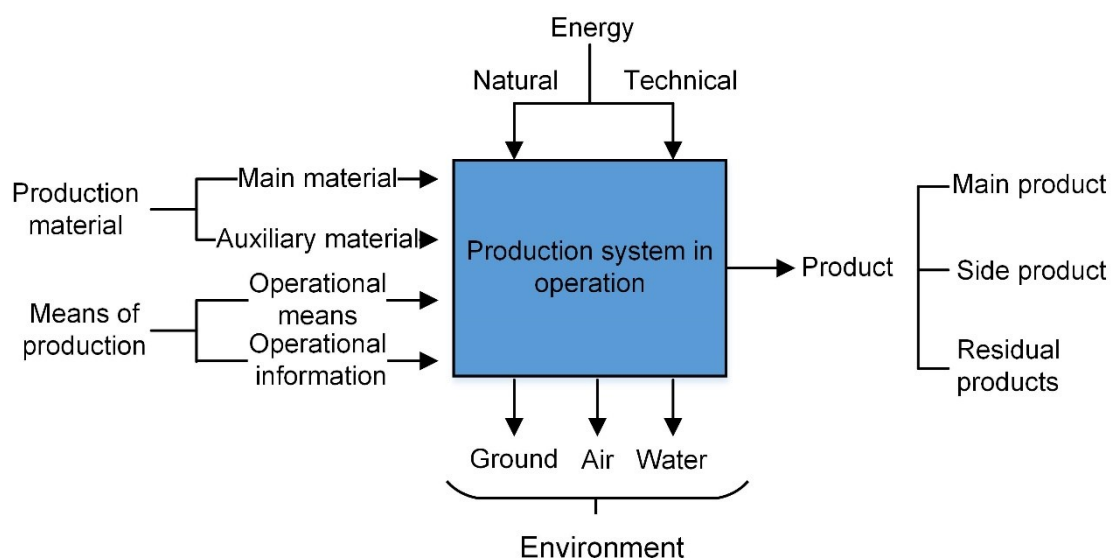 Energy
Natural
Technical
Production
material
Main material
Auxiliary material
Means of
production
Operational
means
Operational
information
Production system in
operation
Product
Main product
Side product
Residual
products
Ground
Air
Water
Environment